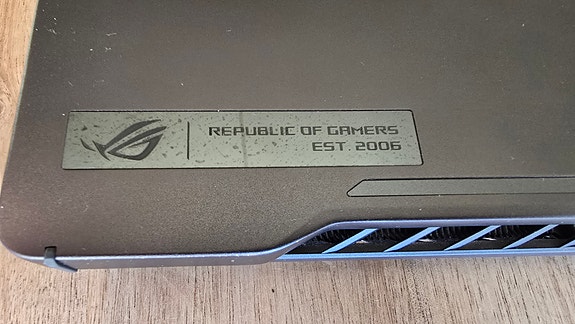 REPUBLIC OF GAMERS
EST. 2006